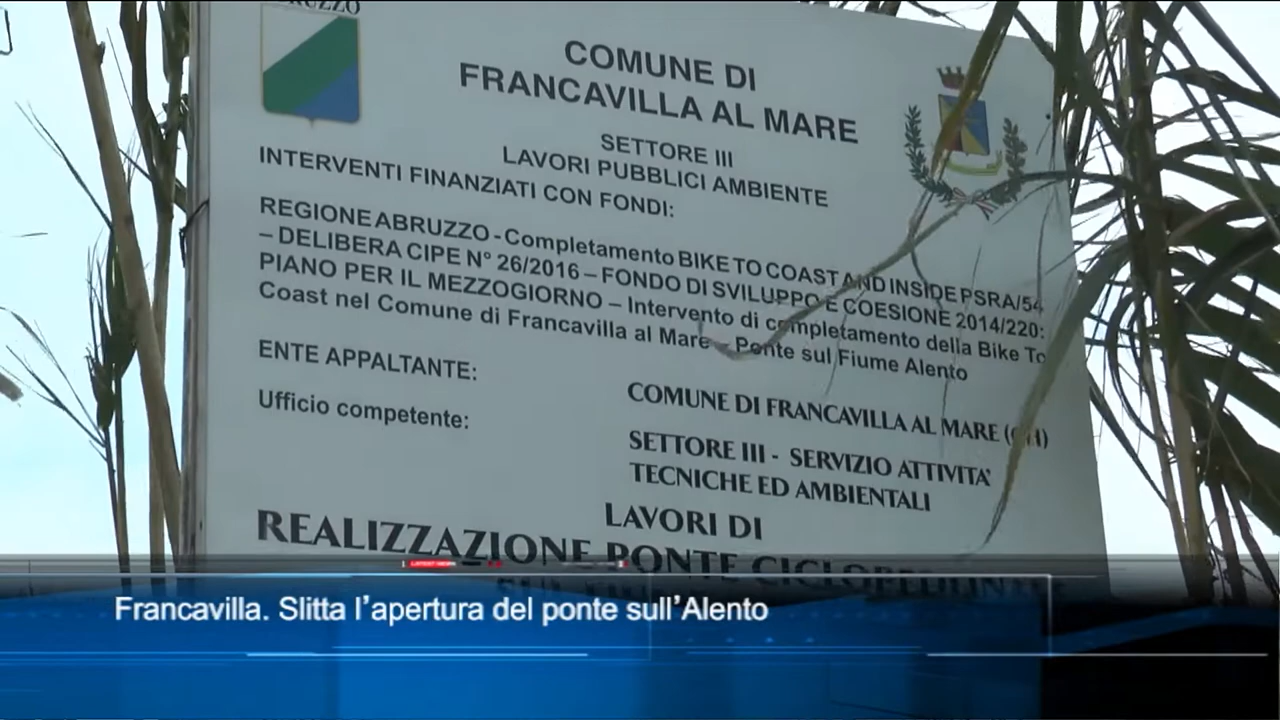 COMUNE DI
FRANCAVILLA AL MARE
SETTORE III
LAVORI PUBBLICI AMBIENTE
INTERVENTI FINANZIATI CON FONDI:
REGIONE ABRUZZO - Completamento BIKE TO COAST AND INSIDE PSRA/54
– DELIBERA CIPE N° 26/2016 – FONDO DI SVILUPPO E COESIONE 2014/220:
PIANO PER IL MEZZOGIORNO – Intervento di completamento della Bike To
Coast nel Comune di Francavilla al Mare – Ponte sul Fiume Alento
ENTE APPALTANTE:
COMUNE DI FRANCAVILLA AL MARE (CH)
Ufficio competente:
SETTORE III - SERVIZIO ATTIVITA'
TECNICHE ED AMBIENTALI
LAVORI DI
REALIZZAZIONE PONTE CICLOPEDONALE
LATEST NEWS
Francavilla. Slitta l'apertura del ponte sull'Alento